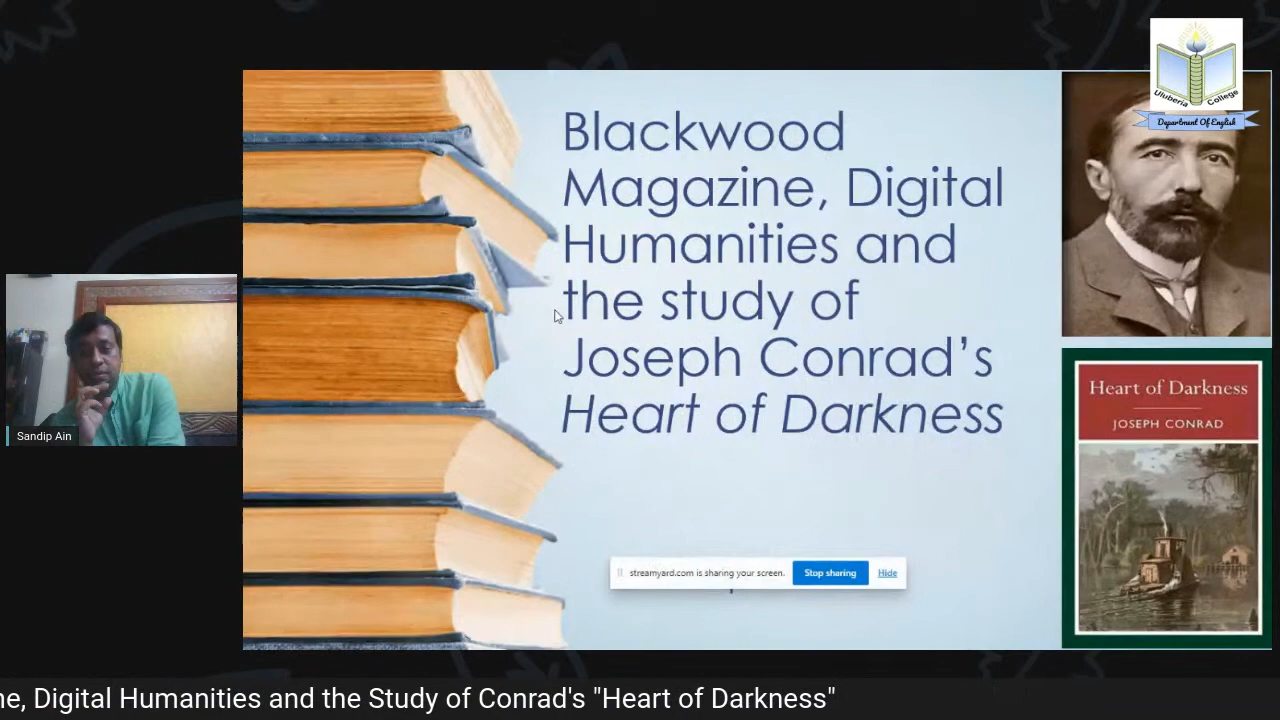 Uluberia College
Department Of English
Blackwood
Magazine, Digital
Humanities and
the study of
Joseph Conrad’s
Heart of Darkness
Heart of Darkness
JOSEPH CONRAD
Sandip Ain
streamyard.com is sharing your screen.
Stop sharing
Hide
ne, Digital Humanities and the Study of Conrad's "Heart of Darkness"